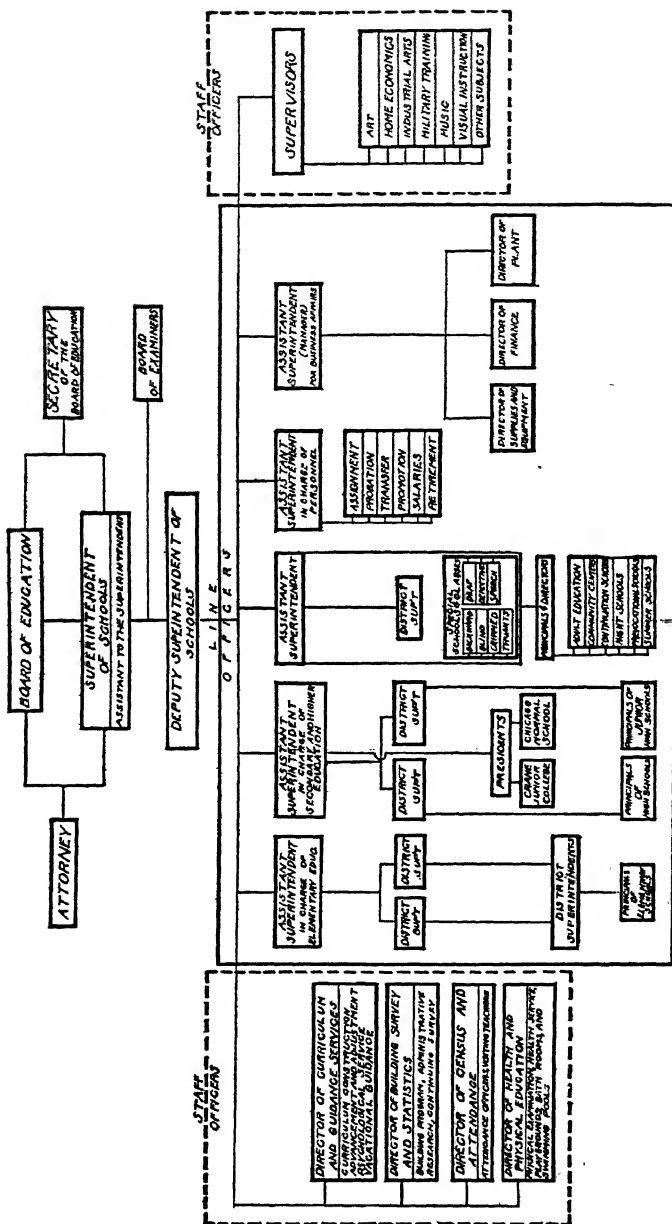 BOARD OF EDUCATION
ATTORNEY
SECRETARY
OF THE
BOARD OF EDUCATION
SUPERINTENDENT
OF SCHOOLS
ASSISTANT TO THE SUPERINTENDENT
BOARD
OF EXAMINERS
DEPUTY SUPEINTENDENT OF
SCHOOLS
STAFF
OFFICERS
DIRECTOR OF CURRICULUM
AND GUIDANCE SERVICES
CURRICULUM CONSTRUCTION
ADVANCEMENT AND ADJUSTMENT
PSYCHOLOGICAL SERVICE
VACATIONAL GUIDANCE
DIRECTOR OF BUILDING SURVEY
AND STATISTICS
BUILDING PROGRAM, ADMINISTRATIVE
RESEARCH, CONTINUING SURVEY
DIRECTOR OF CENSUS AND
ATTENDANCE
ATTENDANCE OFFICERS, VISITING TEACHERS
DIRECTOR OF HEALTH AND
PHYSICAL EDUCATION
PHYSICAL EXAMINATION, HEALTH SERVICE,
PLAYGROUNDS, BATH ROOMS, AND
SWIMMING POOLS
LINE
OFFICERS
ASSISTANT
SUPERINTENDENT
IN CHARGE OF
ELEMENTARY EDUC.
DISTRICT
SUPT
DISTRICT
SUPT
DISTRICT
SUPERINTENDENTS
PRINCIPALS
OF
ELEMENTARY
SCHOOLS
ASSISTANT
SUPERINTENDENT
IN CHARGE OF
SECONDARY AND HIGHER
EDUCATION
DISTRICT
SUPT
DISTRICT
SUPT
PRESIDENTS
CRANE
JUNIOR
COLLEGE
CHICAGO
NORMAL
SCHOOL
PRINCIPALS
OF
HIGH SCHOOLS
PRINCIPALS OF
JUNIOR
HIGH SCHOOLS
ASSISTANT
SUPERINTENDENT
DISTRICT
SUPT
SPECIAL
SCHOOLS & CLASSES
DEAF
BLIND
SPEECH
CRIPPLED
TRUANTS
PRINCIPALS & DIRECTORS
ADULT EDUCATION
COMMUNITY CENTERS
CONTINUATION SCHOOLS
NIGHT SCHOOLS
PREVOCATIONAL SCHOOLS
SUMMER SCHOOLS
ASSISTANT
SUPERINTENDENT
IN CHARGE OF
PERSONNEL
ASSIGNMENT
PROBATION
TRANSFER
PROMOTION
SALARIES
RETIREMENT
ASSISTANT
SUPERINTENDENT
(MANAGER)
FOR BUSINESS AFFAIRS
DIRECTOR OF
SUPPLIES AND
EQUIPMENT
DIRECTOR OF
FINANCE
DIRECTOR OF
PLANT
STAFF
OFFICERS
SUPERVISORS
ART
HOME ECONOMICS
INDUSTRIAL ARTS
MILITARY TRAINING
MUSIC
VISUAL INSTRUCTION
OTHER SUBJECTS